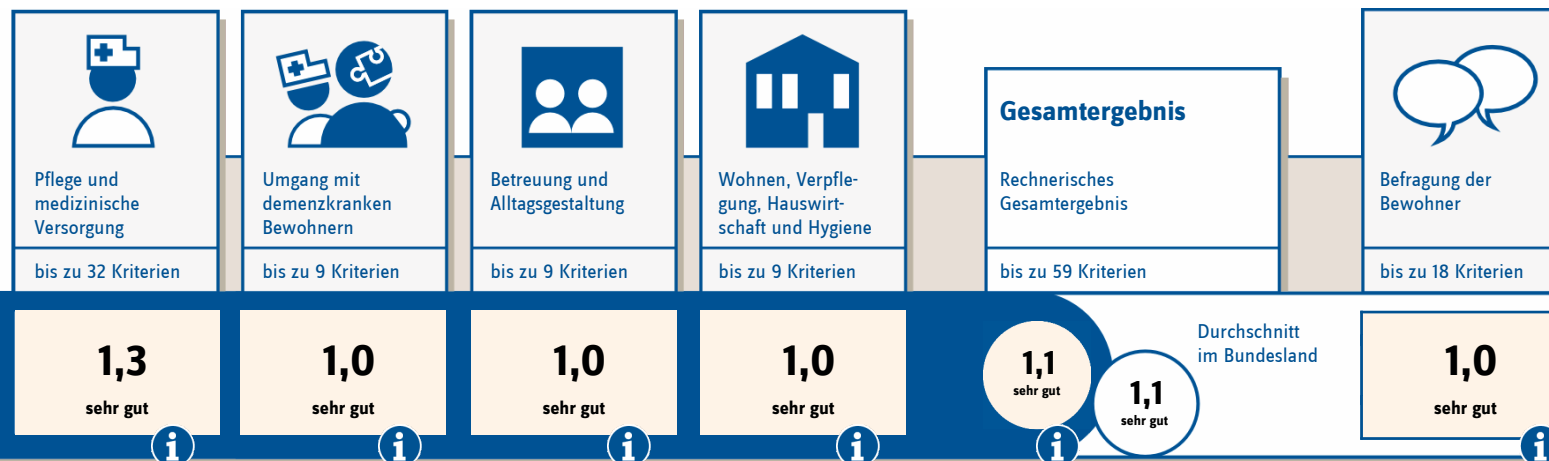 Pflege und
medizinische
Versorgung
bis zu 32 Kriterien
1,3
sehr gut
i
Umgang mit
demenzkranken
Bewohnern
bis zu 9 Kriterien
1,0
sehr gut
i
Betreuung und
Alltagsgestaltung
bis zu 9 Kriterien
1,0
sehr gut
i
Wohnen, Verpfle-
gung, Hauswirt-
schaft und Hygiene
bis zu 9 Kriterien
1,0
sehr gut
i
Gesamtergebnis
Rechnerisches
Gesamtergebnis
bis zu 59 Kriterien
1,1
sehr gut
i
Durchschnitt
im Bundesland
1,1
sehr gut
Befragung der
Bewohner
bis zu 18 Kriterien
1,0
sehr gut
i